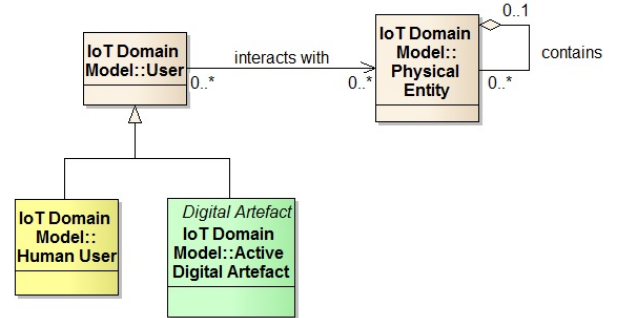 IoT Domain
Model::User
interacts with
0..*
0..*
IoT Domain
Model::
Physical
Entity
0..1
contains
0..*
IoT Domain
Model::
Human User
Digital Artefact
IoT Domain
Model::Active
Digital Artefact